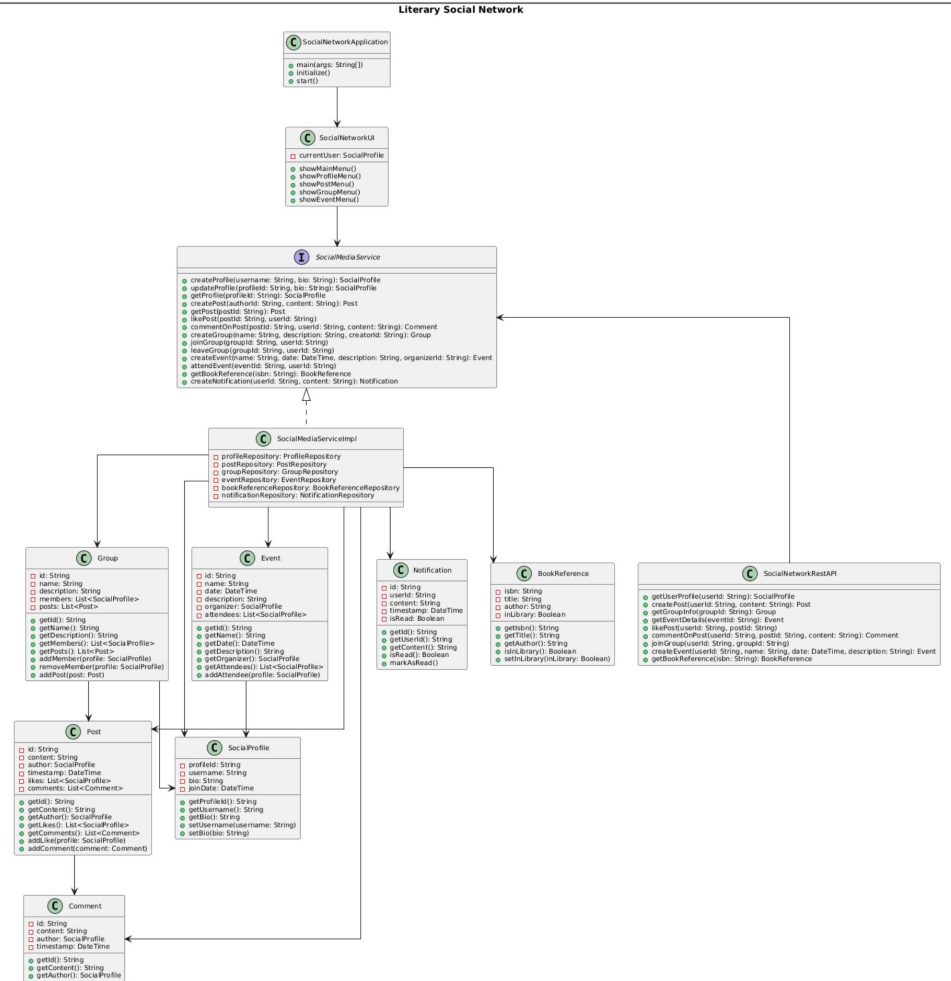 Literary Social Network
C SocialNetworkApplication
main(args: String[])
initialize()
start()
C SocialNetworkUI
currentUser: SocialProfile
showMainMenu()
showProfileMenu()
showPostMenu()
showGroupMenu()
showEventMenu()
I SocialMediaService
createProfile(username: String, bio: String): SocialProfile
updateProfile(profileId: String, bio: String): SocialProfile
getProfile(profileId: String): SocialProfile
createPost(authorId: String, content: String): Post
getPost(postId: String): Post
likePost(postId: String, userId: String)
commentOnPost(postId: String, userId: String, content: String): Comment
createGroup(name: String, description: String, creatorId: String): Group
joinGroup(groupId: String, userId: String)
leaveGroup(groupId: String, userId: String)
createEvent(name: String, date: DateTime, description: String, organizerId: String): Event
attendEvent(eventId: String, userId: String)
getBookReference(isbn: String): BookReference
createNotification(userId: String, content: String): Notification
C SocialMediaServiceImpl
profileRepository: ProfileRepository
postRepository: PostRepository
groupRepository: GroupRepository
eventRepository: EventRepository
bookReferenceRepository: BookReferenceRepository
notificationRepository: NotificationRepository
C Group
id: String
name: String
description: String
members: List<SocialProfile>
posts: List<Post>
getId(): String
getName(): String
getDescription(): String
getMembers(): List<SocialProfile>
getPosts(): List<Post>
addMember(profile: SocialProfile)
removeMember(profile: SocialProfile)
addPost(post: Post)
C Event
id: String
name: String
date: DateTime
description: String
organizer: SocialProfile
attendees: List<SocialProfile>
getId(): String
getName(): String
getDate(): DateTime
getDescription(): String
getOrganizer(): SocialProfile
getAttendees(): List<SocialProfile>
addAttendee(profile: SocialProfile)
C Notification
id: String
userId: String
content: String
timestamp: DateTime
isRead: Boolean
getId(): String
getUserId(): String
getContent(): String
isRead(): Boolean
markAsRead()
C BookReference
isbn: String
title: String
author: String
inLibrary: Boolean
getIsbn(): String
getTitle(): String
getAuthor(): String
isInLibrary(): Boolean
setInLibrary(inLibrary: Boolean)
C SocialNetworkRestAPI
getUserProfile(userId: String): SocialProfile
createPost(userId: String, content: String): Post
getGroupInfo(groupId: String): Group
getEventDetails(eventId: String): Event
likePost(userId: String, postId: String)
commentOnPost(userId: String, postId: String, content: String): Comment
joinGroup(userId: String, groupId: String)
createEvent(userId: String, name: String, date: DateTime, description: String): Event
getBookReference(isbn: String): BookReference
C Post
id: String
content: String
author: SocialProfile
timestamp: DateTime
likes: List<SocialProfile>
comments: List<Comment>
getId(): String
getContent(): String
getAuthor(): SocialProfile
getLikes(): List<SocialProfile>
getComments(): List<Comment>
addLike(profile: SocialProfile)
addComment(comment: Comment)
C SocialProfile
profileId: String
username: String
bio: String
joinDate: DateTime
getProfileId(): String
getUsername(): String
getBio(): String
setUsername(username: String)
setBio(bio: String)
C Comment
id: String
content: String
author: SocialProfile
timestamp: DateTime
getId(): String
getContent(): String
getAuthor(): SocialProfile